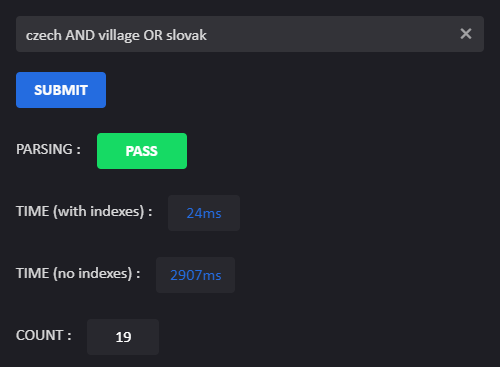 czech AND village OR slovak ✕
SUBMIT
PARSING : PASS
TIME (with indexes) : 24ms
TIME (no indexes) : 2907ms
COUNT : 19